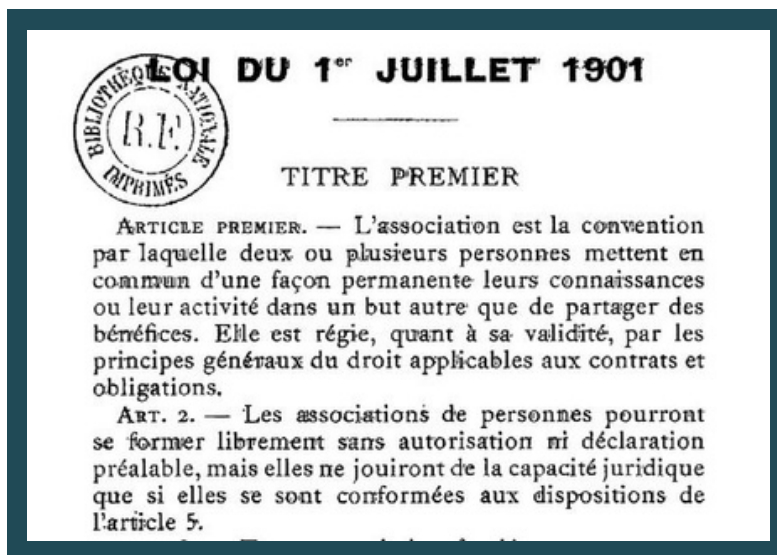 LOI DU 1er JUILLET 1901
BIBLIOTHÈQUE NATIONALE
R.F.
IMPRIMÉS
TITRE PREMIER
ARTICLE PREMIER. — L'association est la convention
par laquelle deux ou plusieurs personnes mettent en
commun d'une façon permanente leurs connaissances
ou leur activité dans un but autre que de partager des
bénéfices. Elle est régie, quant à sa validité, par les
principes généraux du droit applicables aux contrats et
obligations.
ART. 2. — Les associations de personnes pourront
se former librement sans autorisation ni déclaration
préalable, mais elles ne jouiront de la capacité juridique
que si elles se sont conformées aux dispositions de
l'article 5.